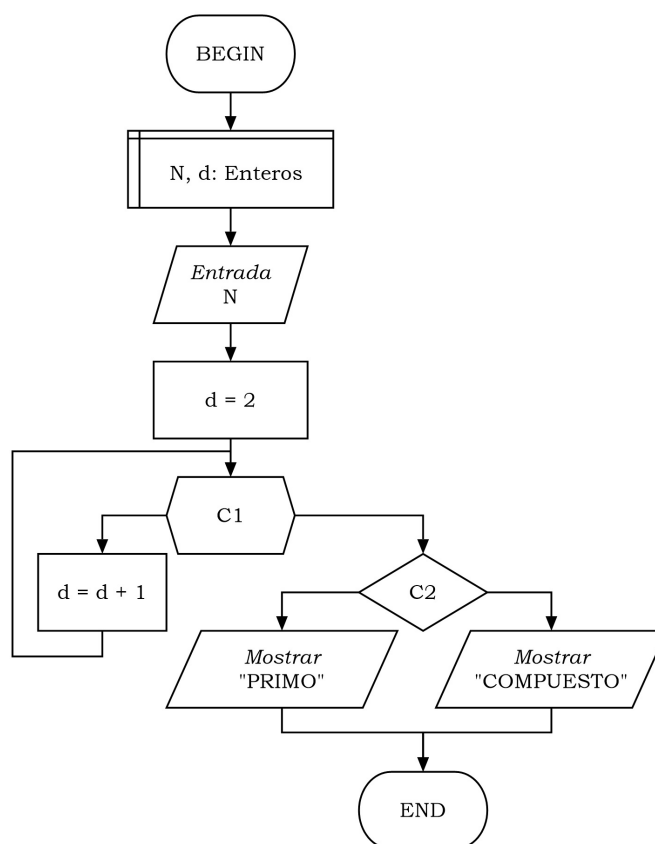 BEGIN
N, d: Enteros
Entrada
N
d = 2
C1
d = d + 1
C2
Mostrar
"PRIMO"
Mostrar
"COMPUESTO"
END